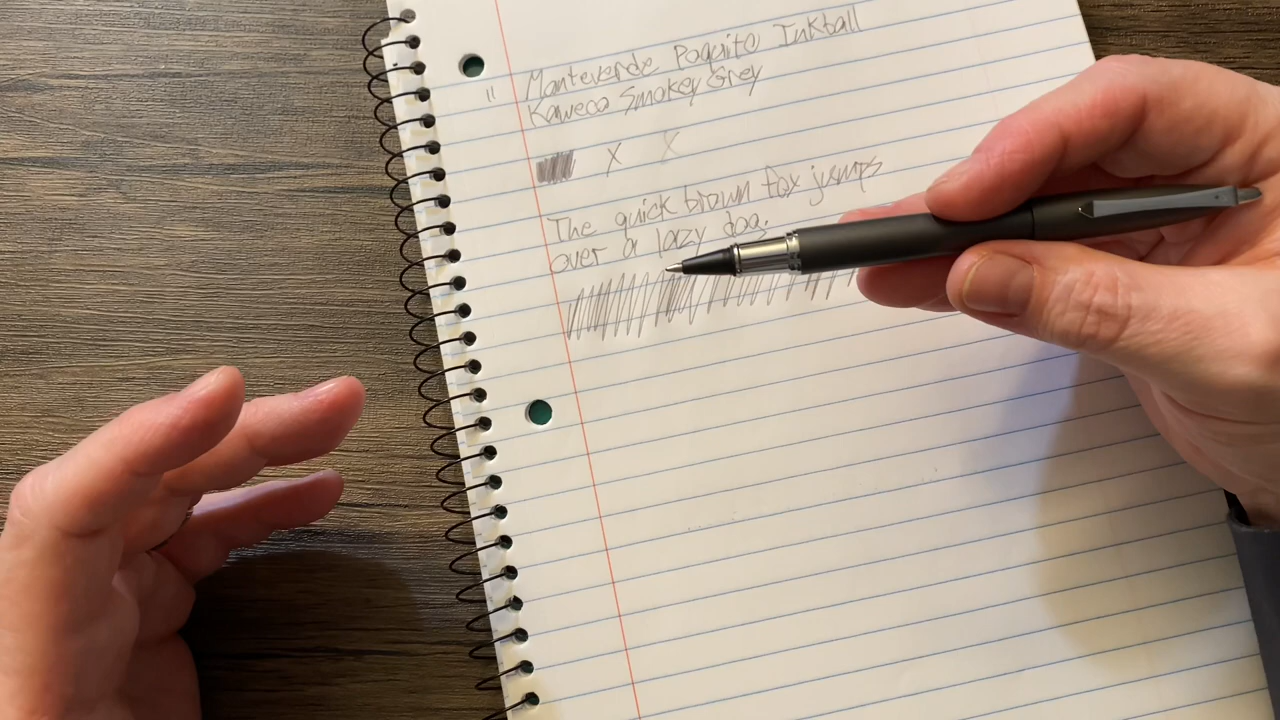 Monteverde Poquito Inkball
Kaweco Smokey Grey
X X
The quick brown fox jumps
over a lazy dog.